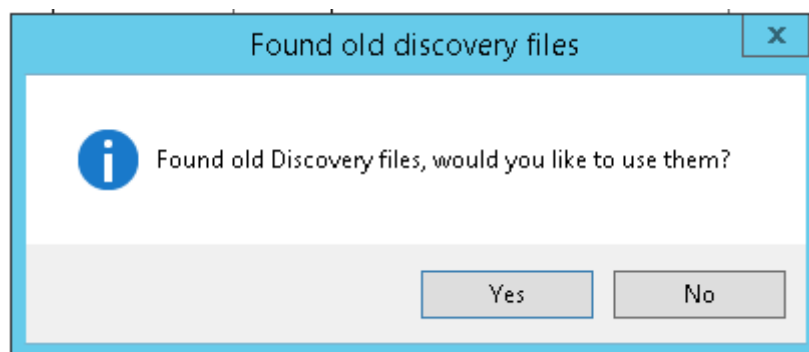 Found old discovery files
x
Found old Discovery files, would you like to use them?
Yes
No